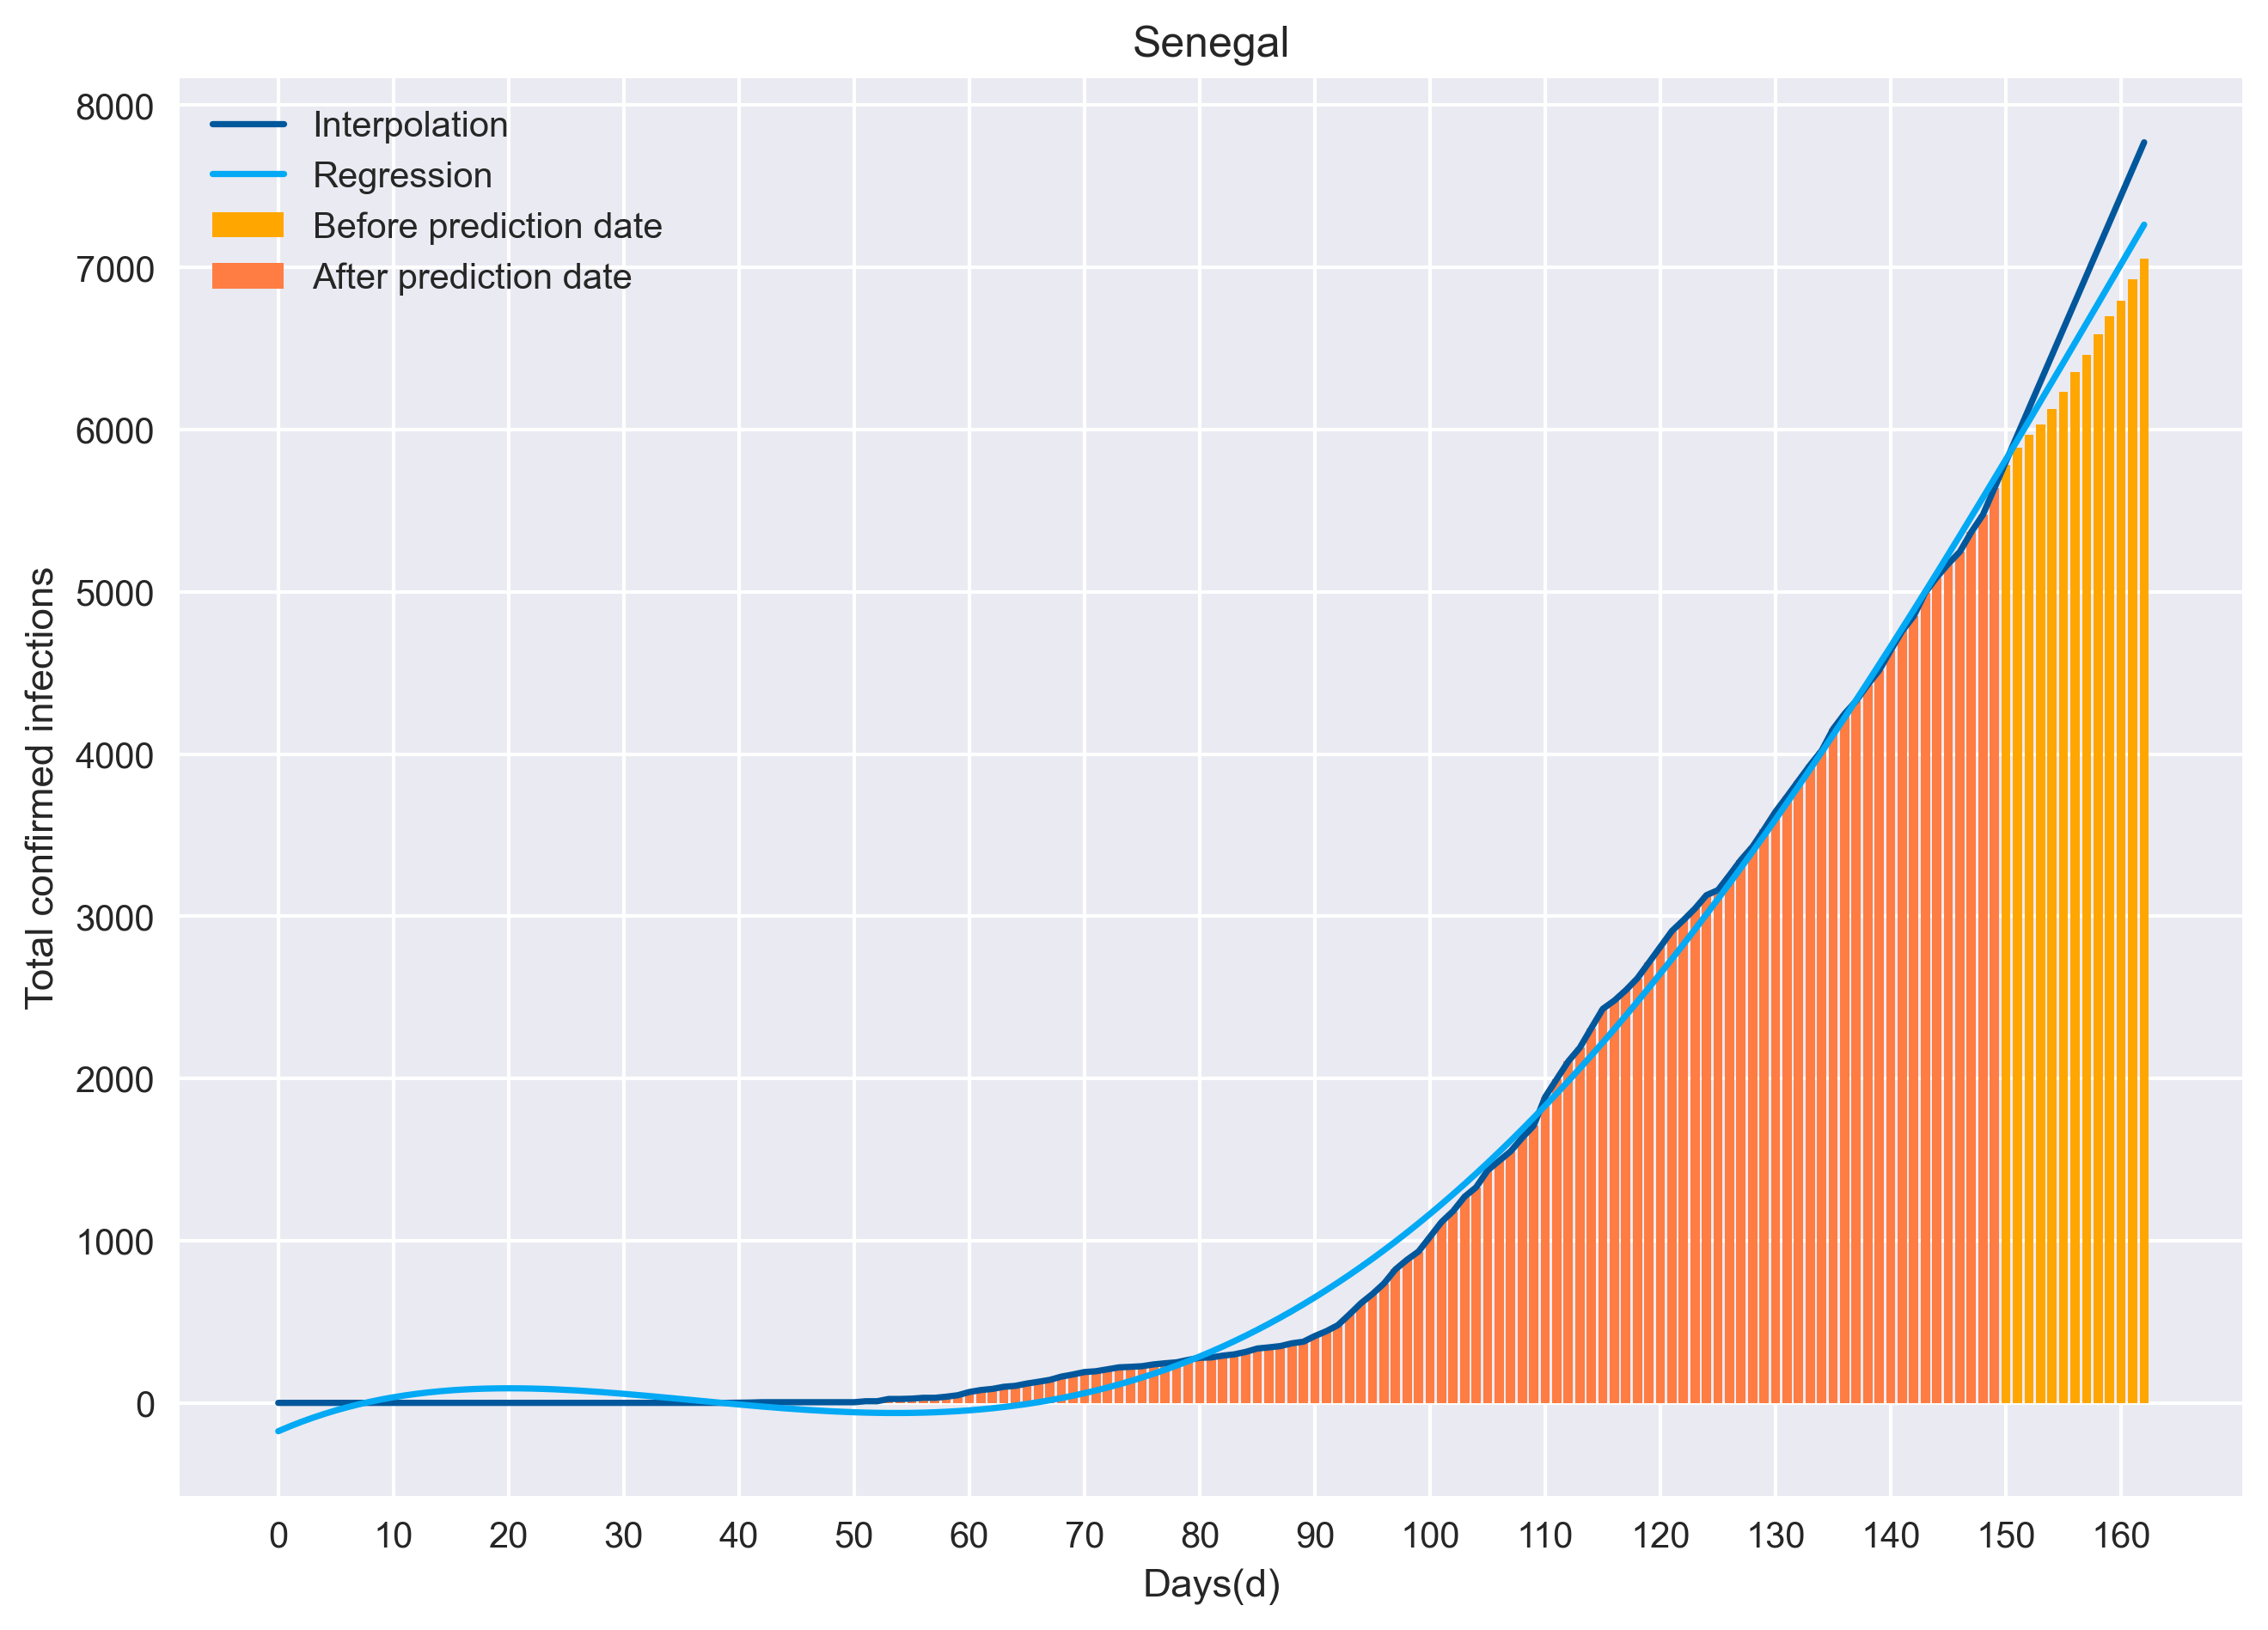 Senegal
8000
7000
6000
5000
4000
3000
2000
1000
0
Total confirmed infections
Interpolation
Regression
Before prediction date
After prediction date
0 10 20 30 40 50 60 70 80 90 100 110 120 130 140 150 160
Days(d)